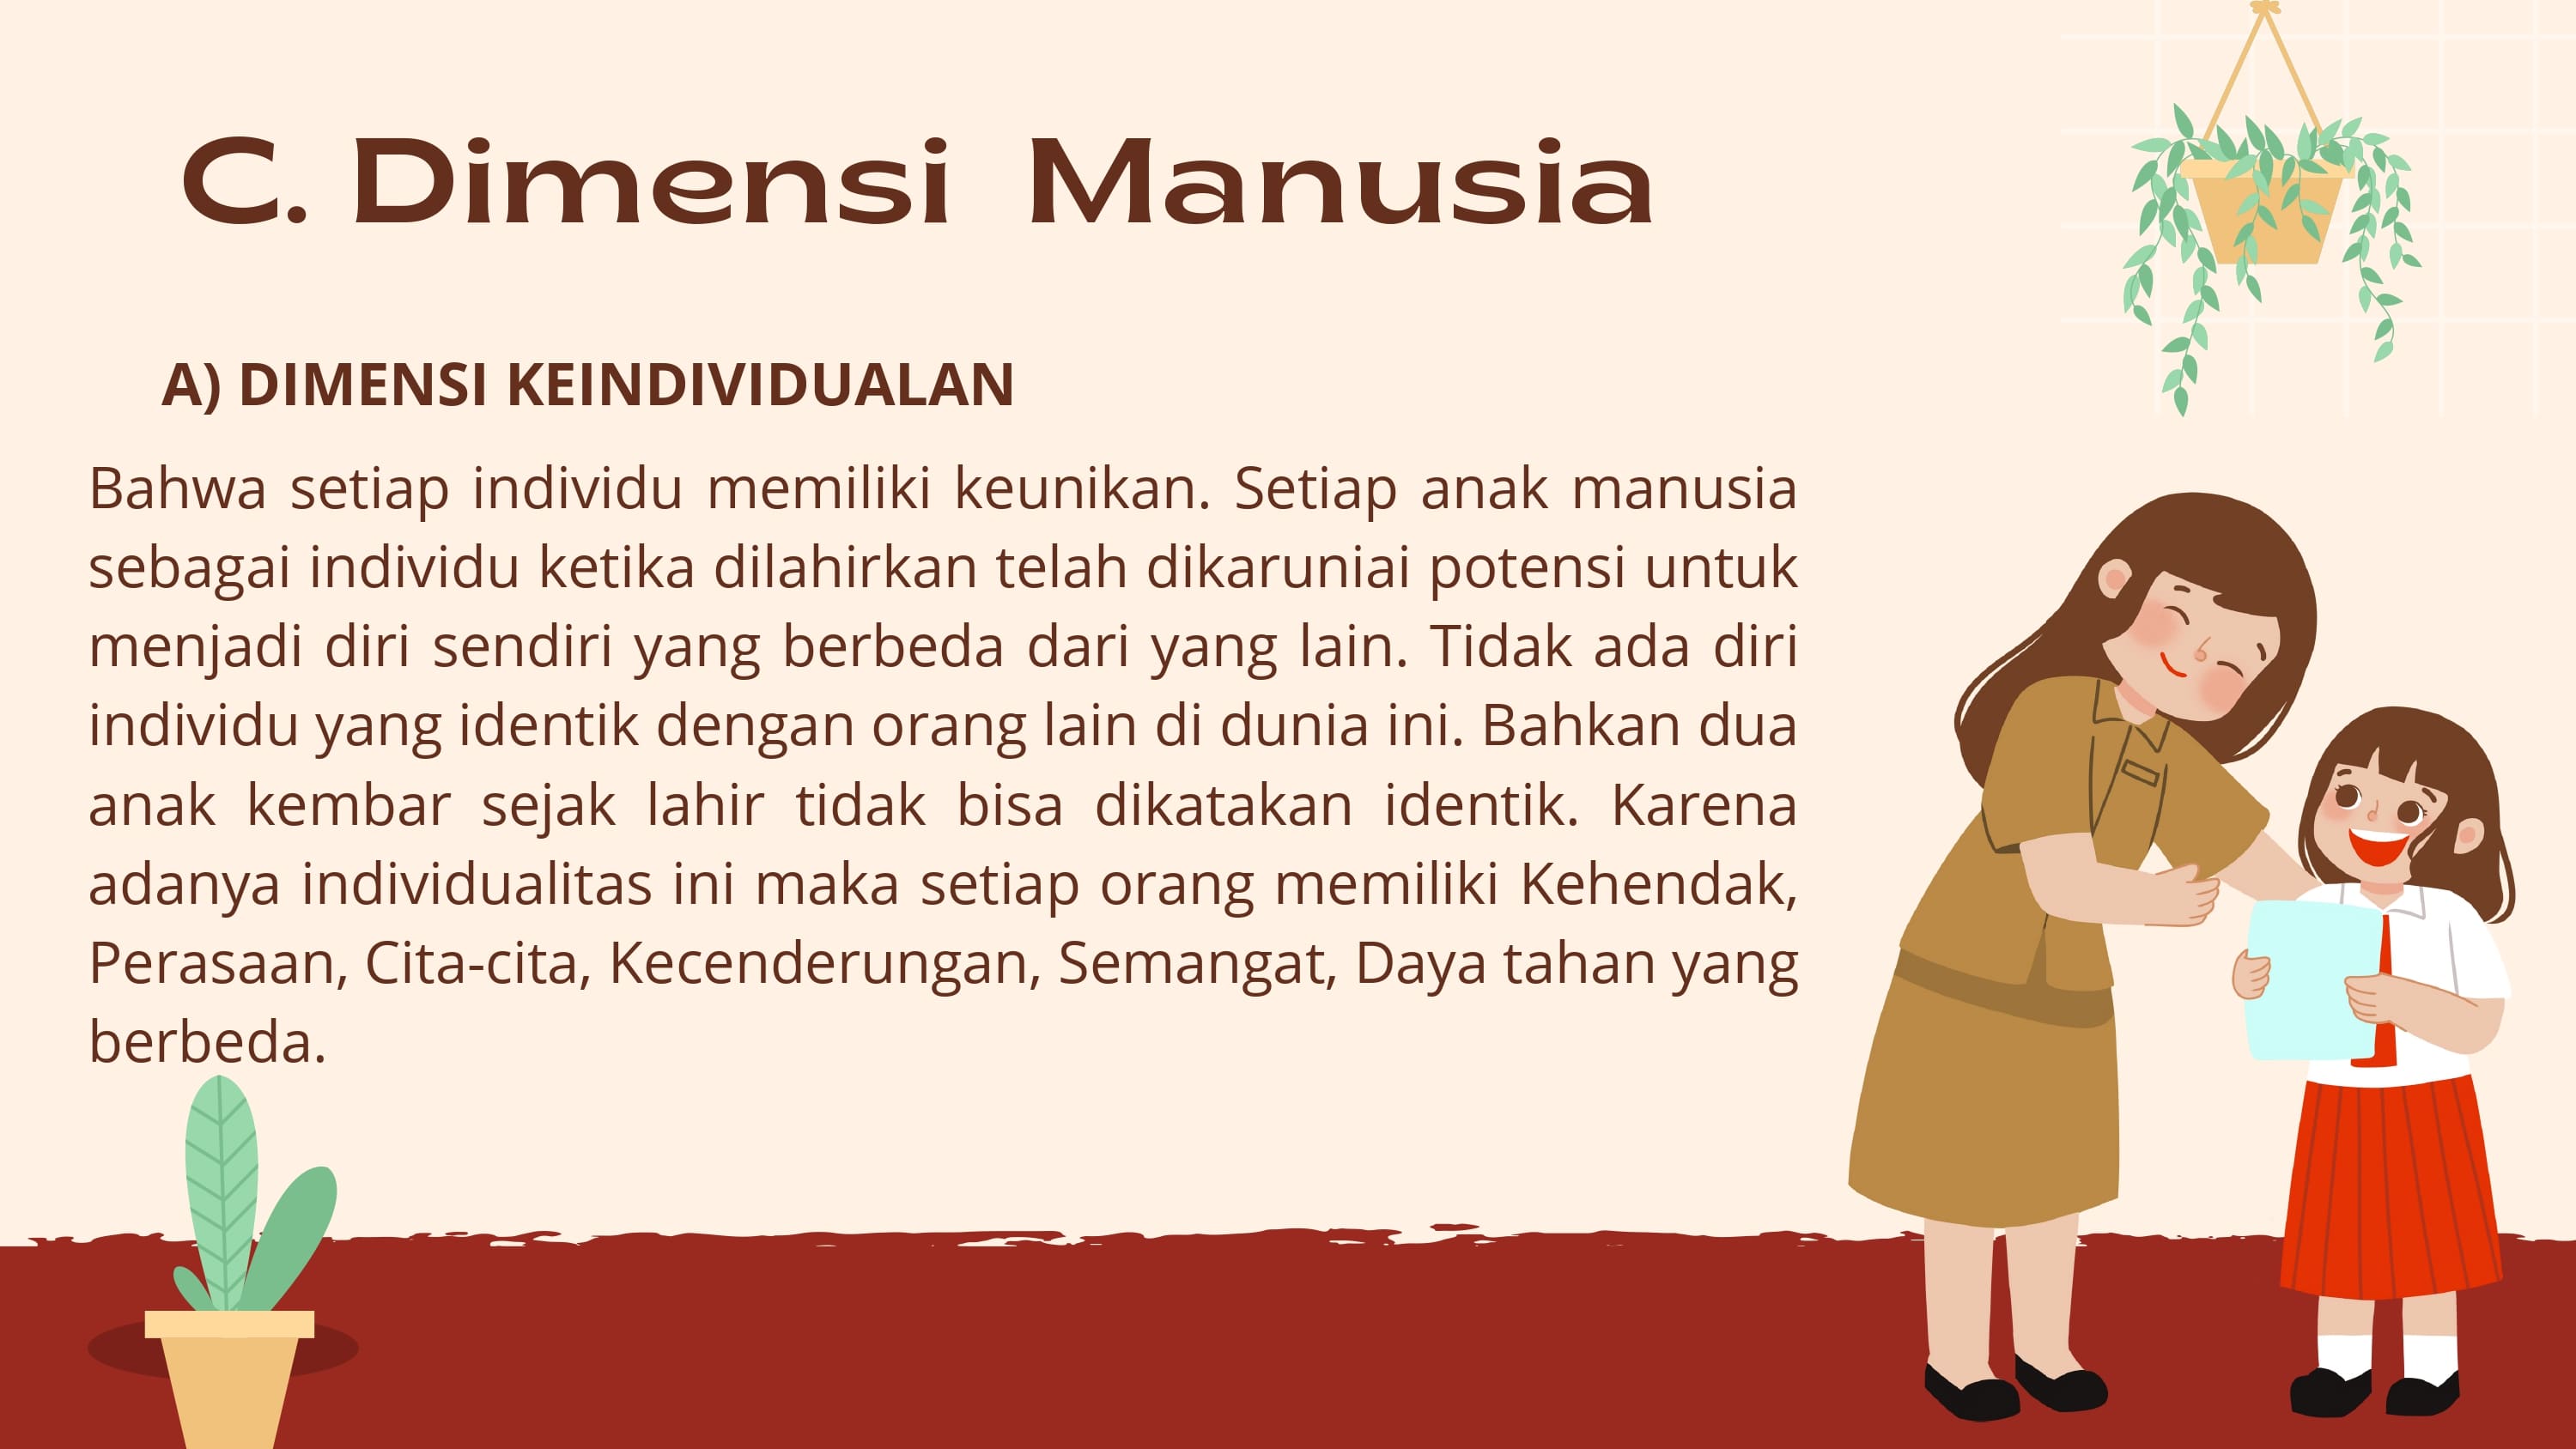 C. Dimensi Manusia
A) DIMENSI KEINDIVIDUALAN
Bahwa setiap individu memiliki keunikan. Setiap anak manusia
sebagai individu ketika dilahirkan telah dikaruniai potensi untuk
menjadi diri sendiri yang berbeda dari yang lain. Tidak ada diri
individu yang identik dengan orang lain di dunia ini. Bahkan dua
anak kembar sejak lahir tidak bisa dikatakan identik. Karena
adanya individualitas ini maka setiap orang memiliki Kehendak,
Perasaan, Cita-cita, Kecenderungan, Semangat, Daya tahan yang
berbeda.